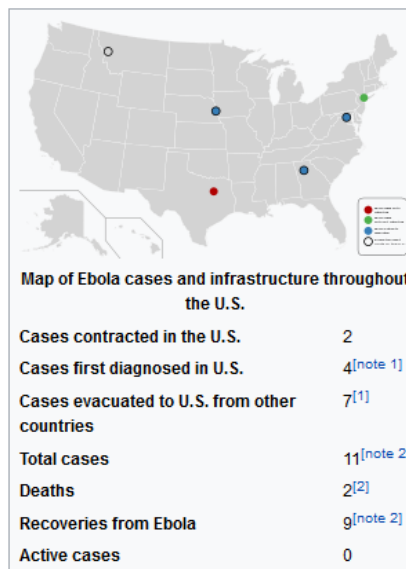 Map of Ebola cases and infrastructure throughout
the U.S.
Cases contracted in the U.S. 2
Cases first diagnosed in U.S. 4[note 1]
Cases evacuated to U.S. from other 7[1]
countries
Total cases 11[note 2
Deaths 2[2]
Recoveries from Ebola 9[note 2]
Active cases 0